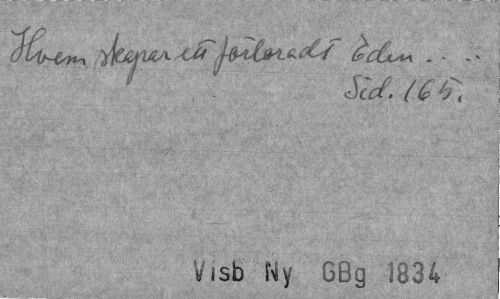 Hvem skapar ett förloradt Eden . . . .
Sid. 165.
Visb Ny GBg 1834